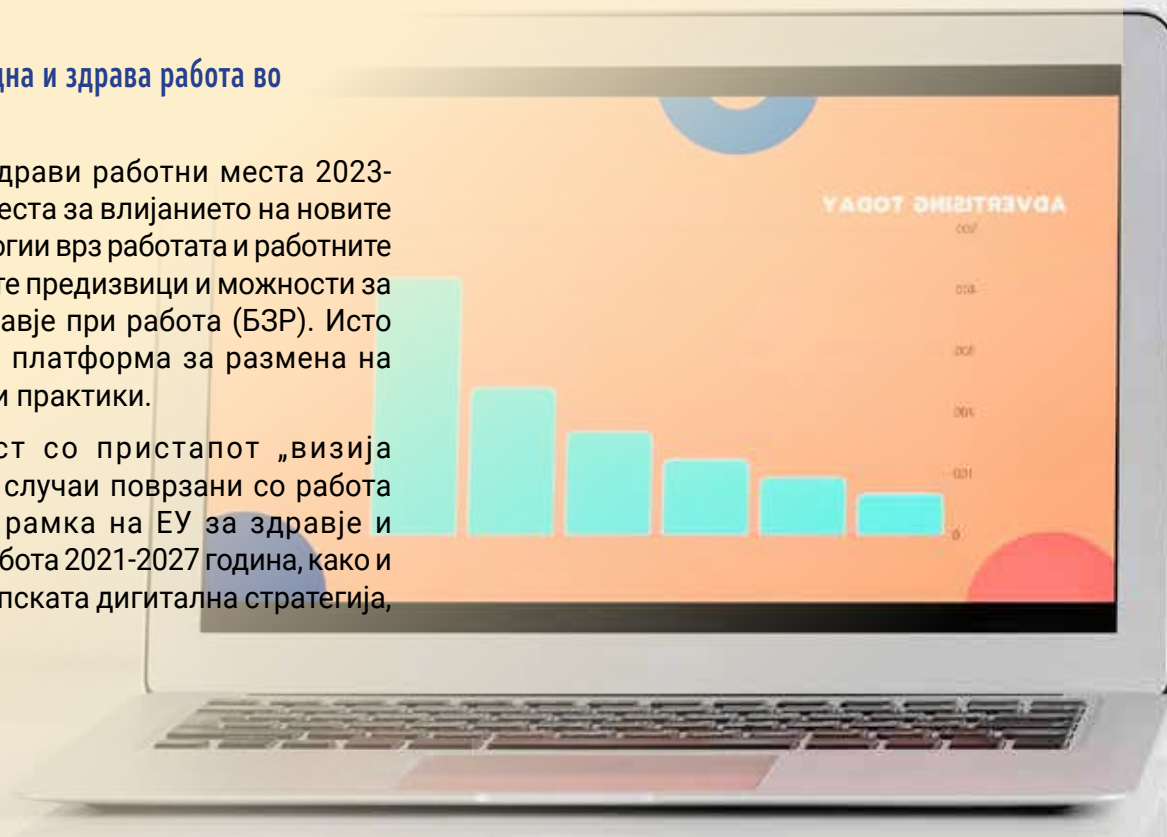 дна и здрава работа во
драви работни места 2023-
еста за влијанието на новите
огии врз работата и работните
те предизвици и можности за
авје при работа (БЗР). Исто
платформа за размена на
и практики.
ст со пристапот „визија
случаи поврзани со работа
рамка на ЕУ за здравје и
бота 2021-2027 година, како и
пската дигитална стратегија,
ADVERTISING TODAY
0